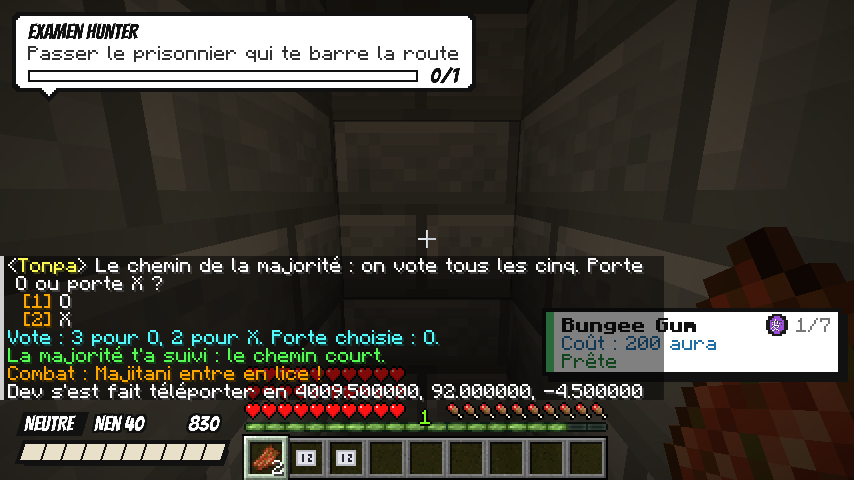 EXAMEN HUNTER
Passer le prisonnier qui te barre la route
0/1
<Tonpa> Le chemin de la majorité : on vote tous les cinq. Porte
O ou porte X ?
[1] O
[2] X
Vote : 3 pour O, 2 pour X. Porte choisie : O.
La majorité t'a suivi : le chemin court.
Combat : Majitani entre en lice !
Dev s'est fait téléporter en 4009.500000, 92.000000, -4.500000
Bungee Gum
1/7
Coût : 200 aura
Prête
NEUTRE NEN 40 830
1
2
12
12